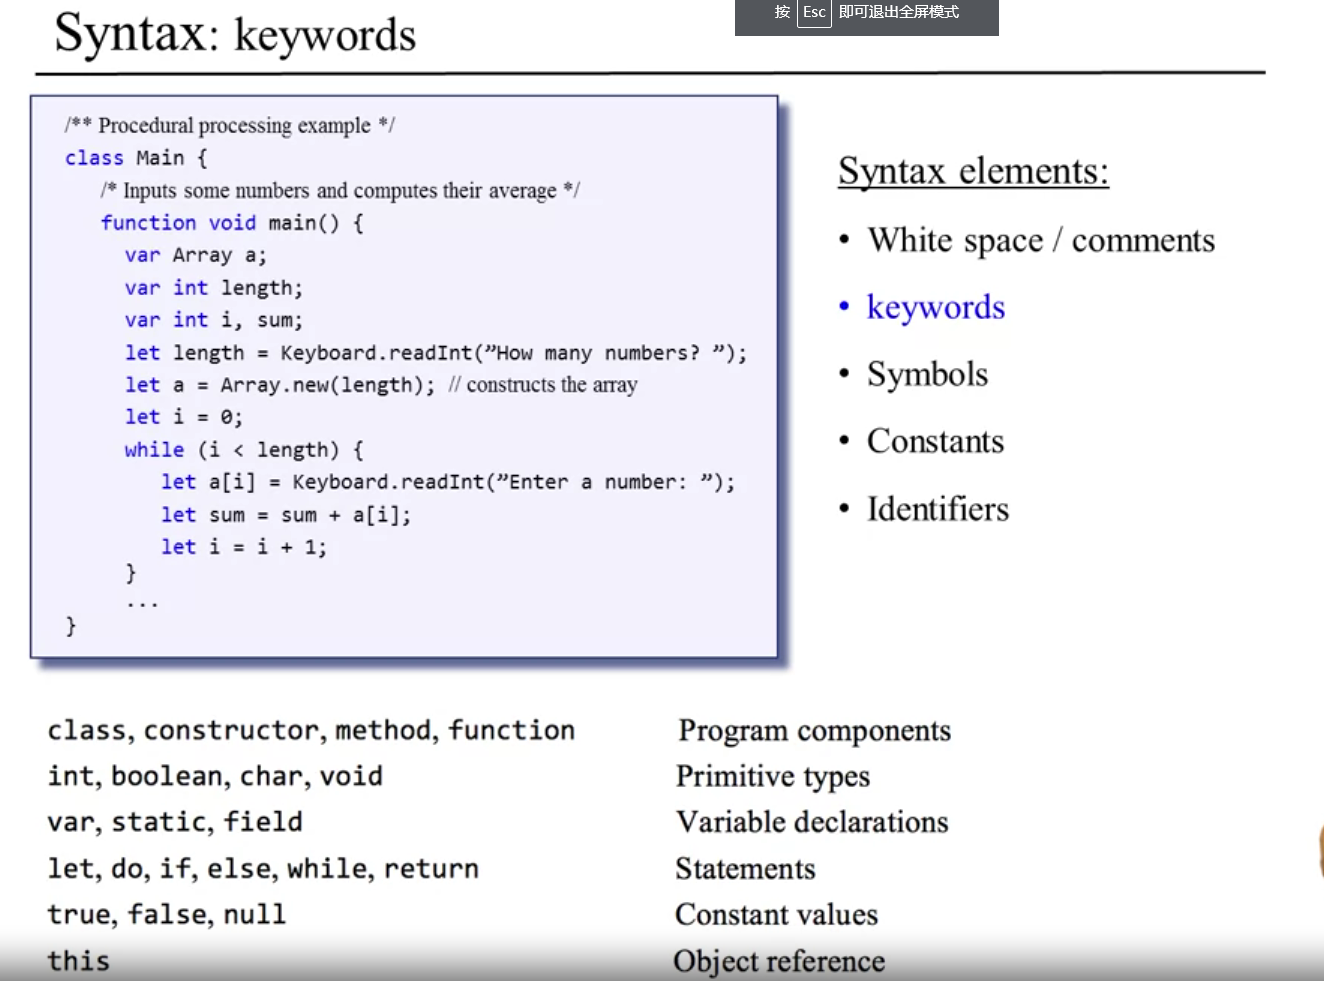 按 Esc 即可退出全屏模式
Syntax: keywords
/** Procedural processing example */
class Main {
/* Inputs some numbers and computes their average */
function void main() {
var Array a;
var int length;
var int i, sum;
let length = Keyboard.readInt(”How many numbers? ”);
let a = Array.new(length); // constructs the array
let i = 0;
while (i < length) {
let a[i] = Keyboard.readInt(”Enter a number: ”);
let sum = sum + a[i];
let i = i + 1;
}
...
}
Syntax elements:
• White space / comments
• keywords
• Symbols
• Constants
• Identifiers
class, constructor, method, function Program components
int, boolean, char, void Primitive types
var, static, field Variable declarations
let, do, if, else, while, return Statements
true, false, null Constant values
this Object reference